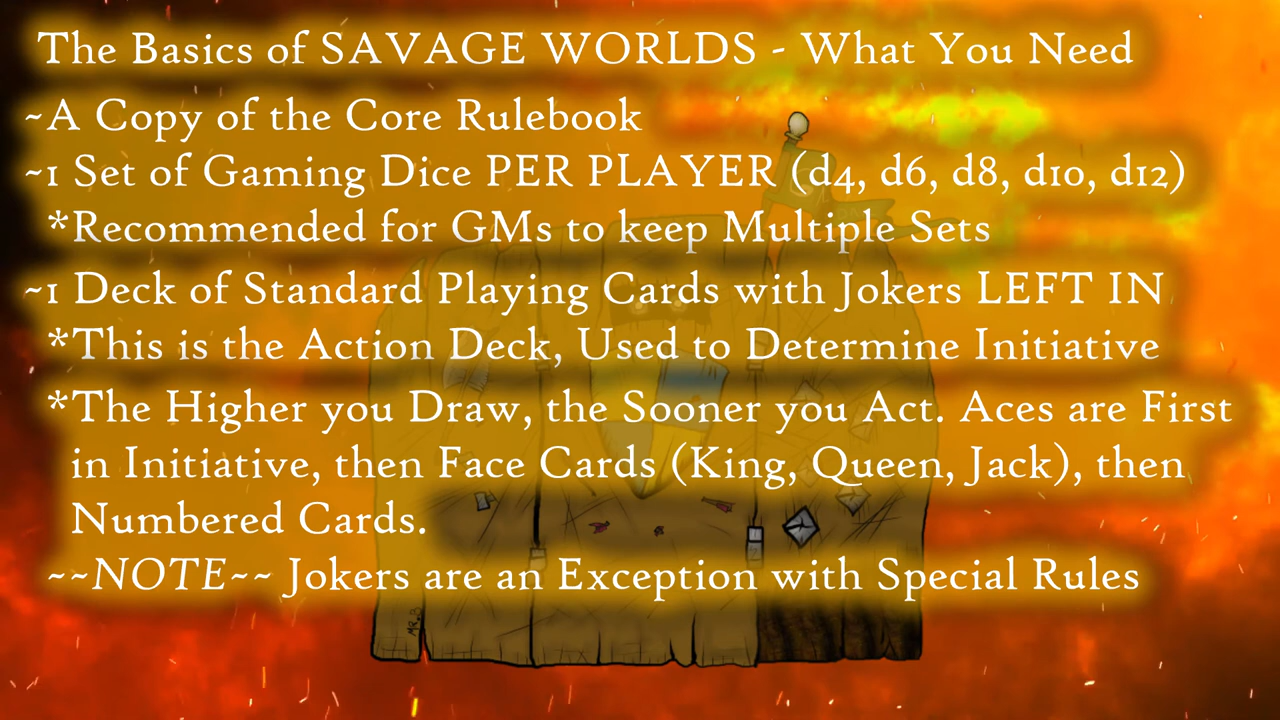 The Basics of SAVAGE WORLDS - What You Need
~A Copy of the Core Rulebook
~1 Set of Gaming Dice PER PLAYER (d4, d6, d8, d10, d12)
*Recommended for GMs to keep Multiple Sets
~1 Deck of Standard Playing Cards with Jokers LEFT IN
*This is the Action Deck, Used to Determine Initiative
*The Higher you Draw, the Sooner you Act. Aces are First
in Initiative, then Face Cards (King, Queen, Jack), then
Numbered Cards.
~~NOTE~~ Jokers are an Exception with Special Rules